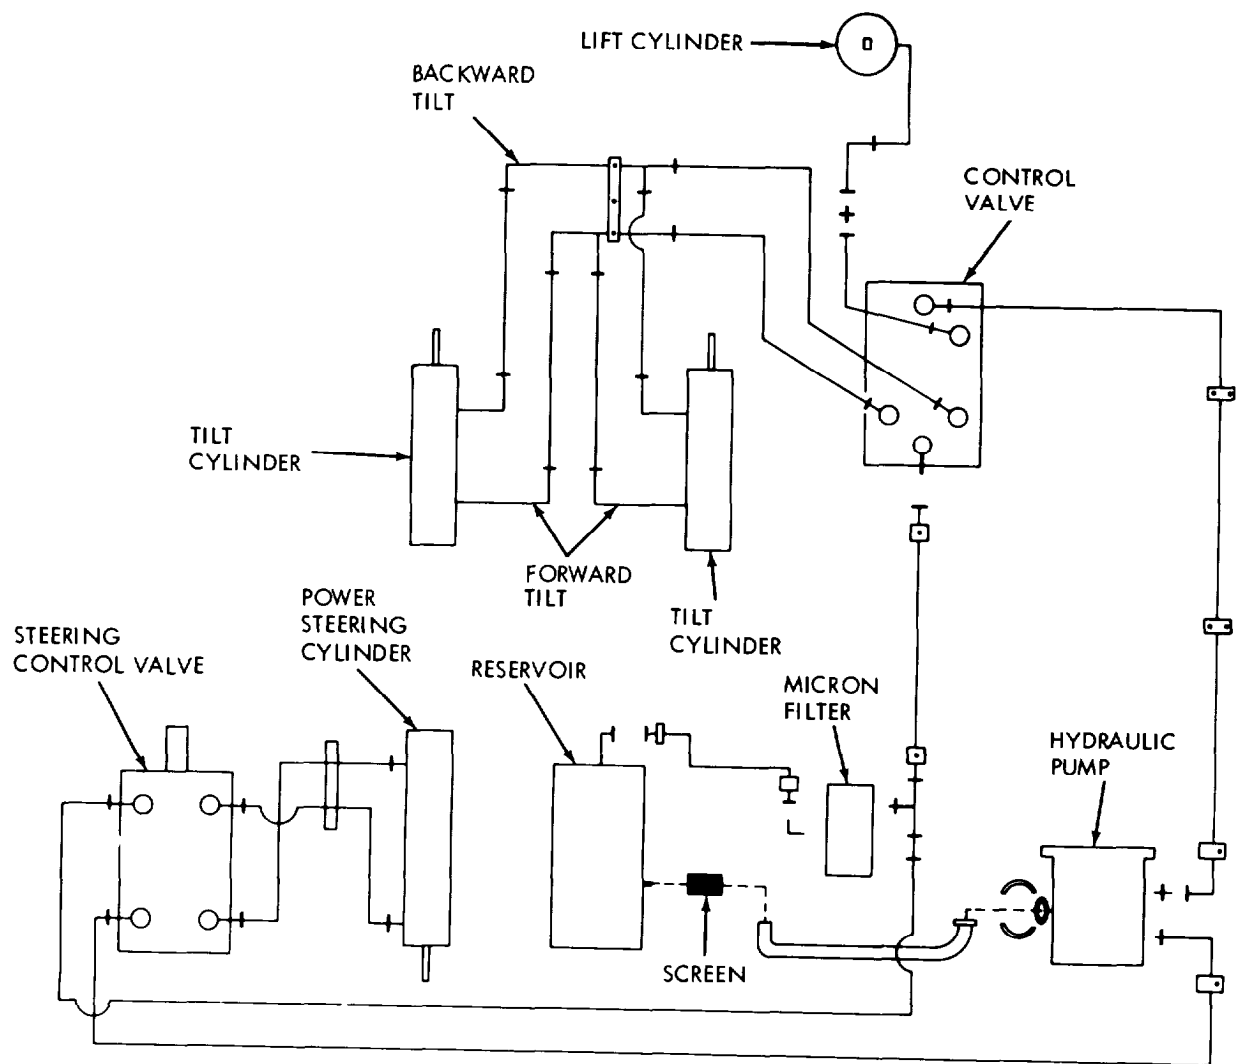 LIFT CYLINDER
BACKWARD
TILT
CONTROL
VALVE
TILT
CYLINDER
FORWARD
TILT
TILT
CYLINDER
POWER
STEERING
CYLINDER
STEERING
CONTROL VALVE
RESERVOIR
MICRON
FILTER
HYDRAULIC
PUMP
SCREEN